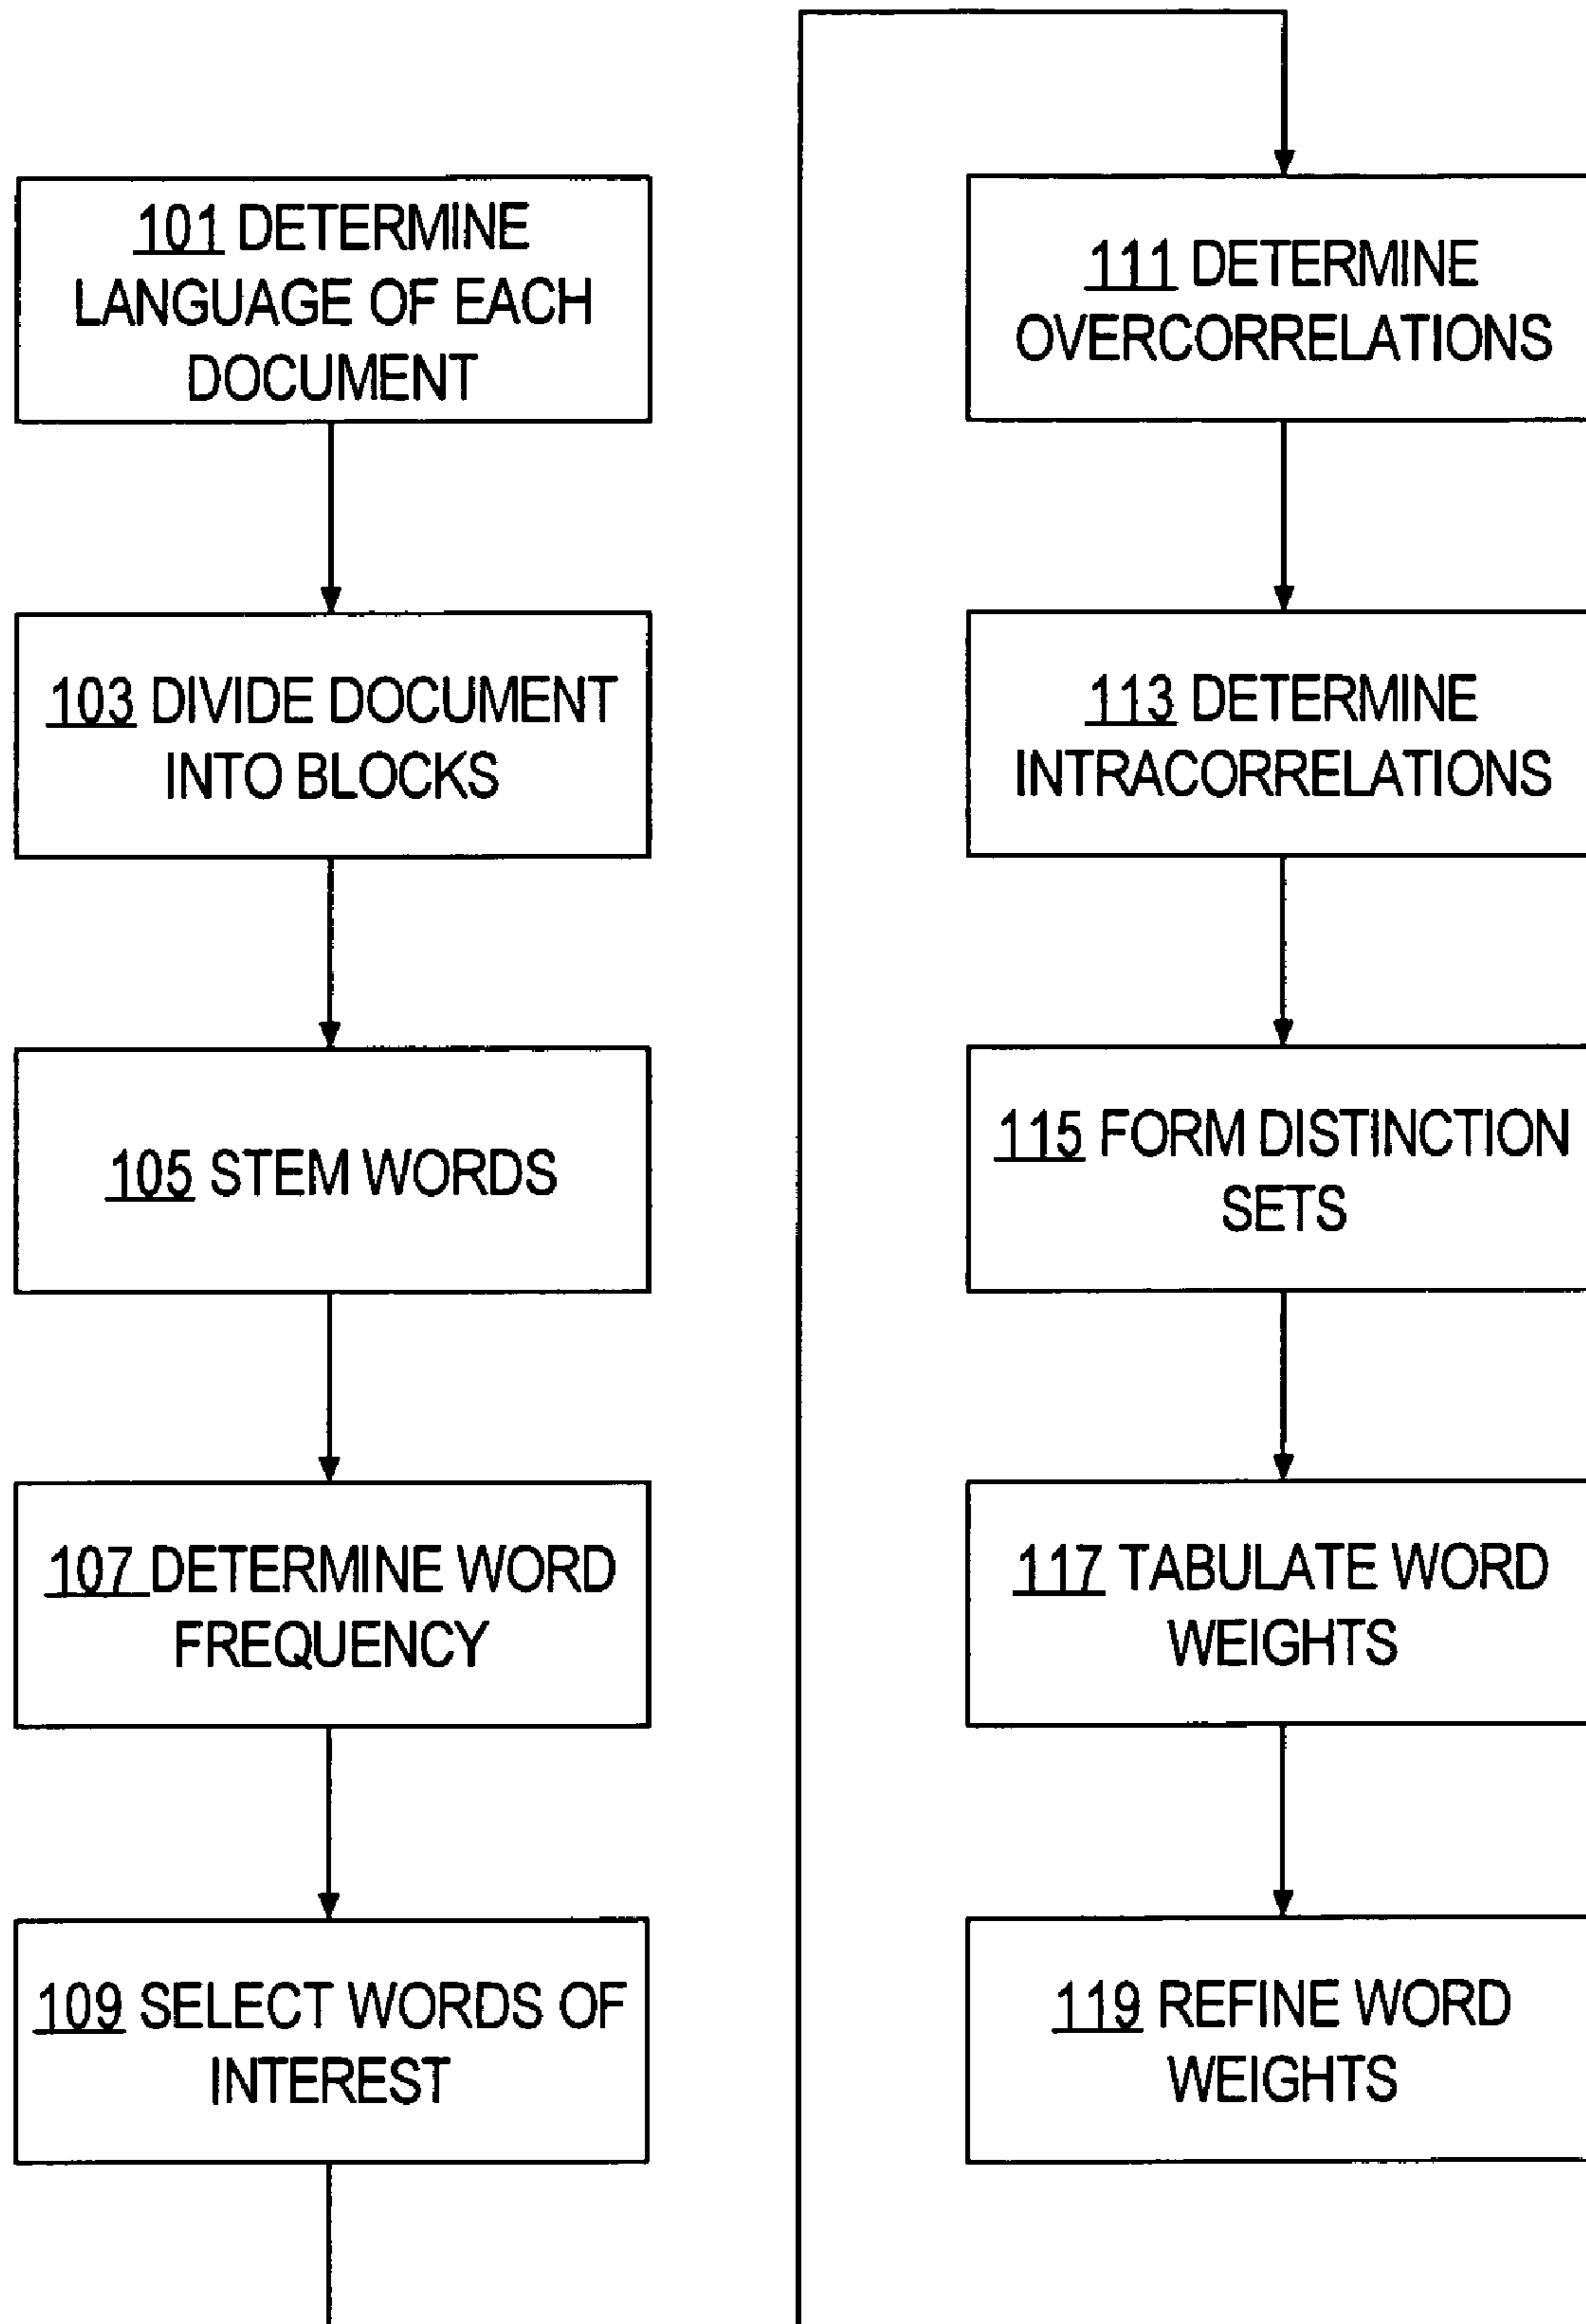 101 DETERMINE
LANGUAGE OF EACH
DOCUMENT
103 DIVIDE DOCUMENT
INTO BLOCKS
105 STEM WORDS
107 DETERMINE WORD
FREQUENCY
109 SELECT WORDS OF
INTEREST
111 DETERMINE
OVERCORRELATIONS
113 DETERMINE
INTRACORRELATIONS
115 FORM DISTINCTION
SETS
117 TABULATE WORD
WEIGHTS
119 REFINE WORD
WEIGHTS